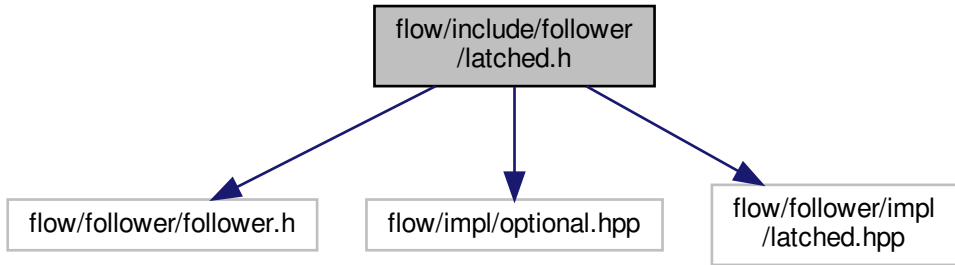 flow/include/follower
/latched.h
flow/follower/follower.h
flow/impl/optional.hpp
flow/follower/impl
/latched.hpp